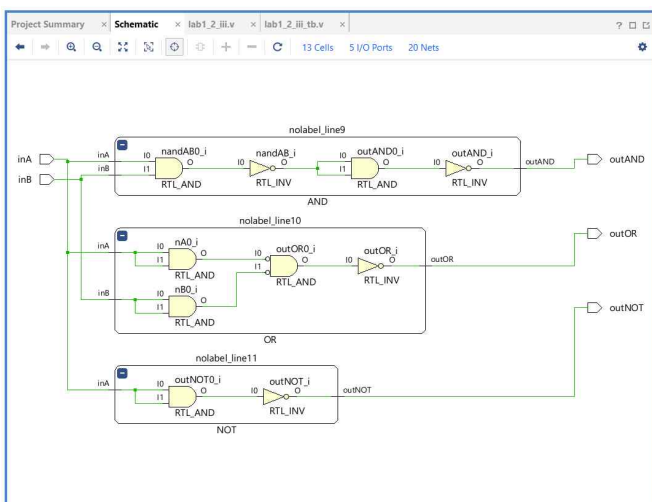 Project Summary × Schematic × lab1_2_iii.v × lab1_2_iii_tb.v × ? □
13 Cells 5 I/O Ports 20 Nets
nolabel_line9
inA
inB
inA
inB
I0
I1
nandAB0_i
O
RTL_AND
I0
nandAB_i
O
RTL_INV
I0
I1
outAND0_i
O
RTL_AND
I0
outAND_i
O
RTL_INV
outAND
outAND
AND
nolabel_line10
inA
I0
I1
nA0_i
O
RTL_AND
inB
I0
I1
nB0_i
O
RTL_AND
I0
I1
outOR0_i
O
RTL_AND
I0
outOR_i
O
RTL_INV
outOR
outOR
OR
nolabel_line11
inA
I0
I1
outNOT0_i
O
RTL_AND
I0
outNOT_i
O
RTL_INV
outNOT
outNOT
NOT